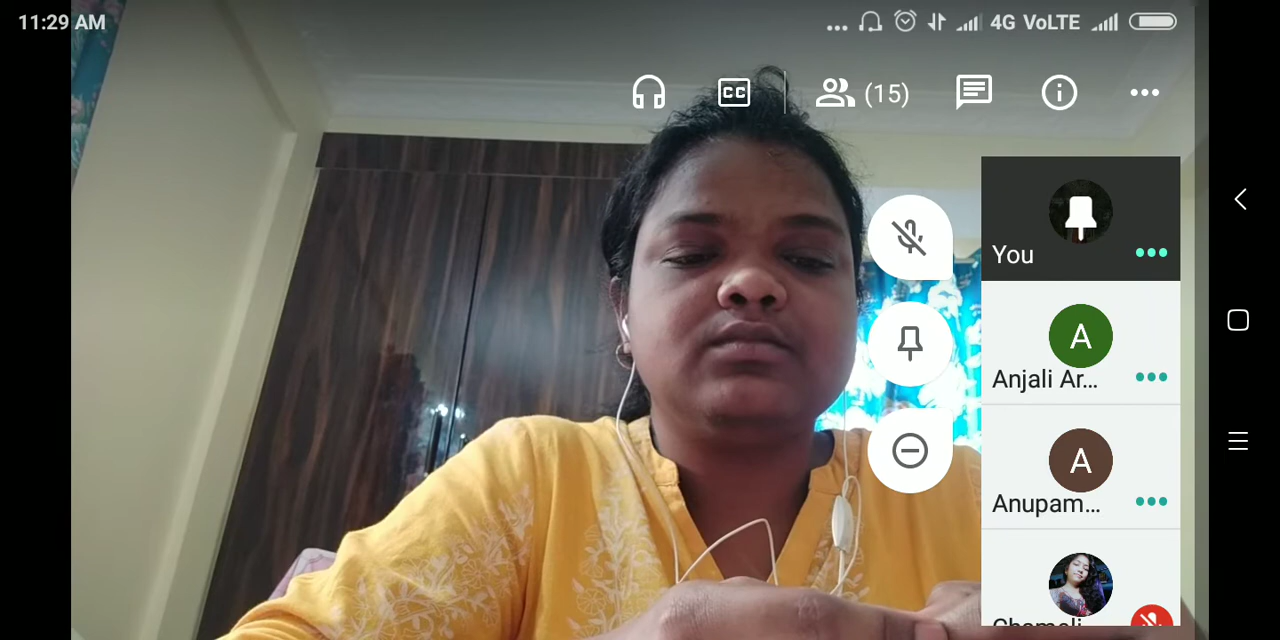 11:29 AM
4G VoLTE
CC
(15)
You
A
Anjali Ar...
A
Anupam...